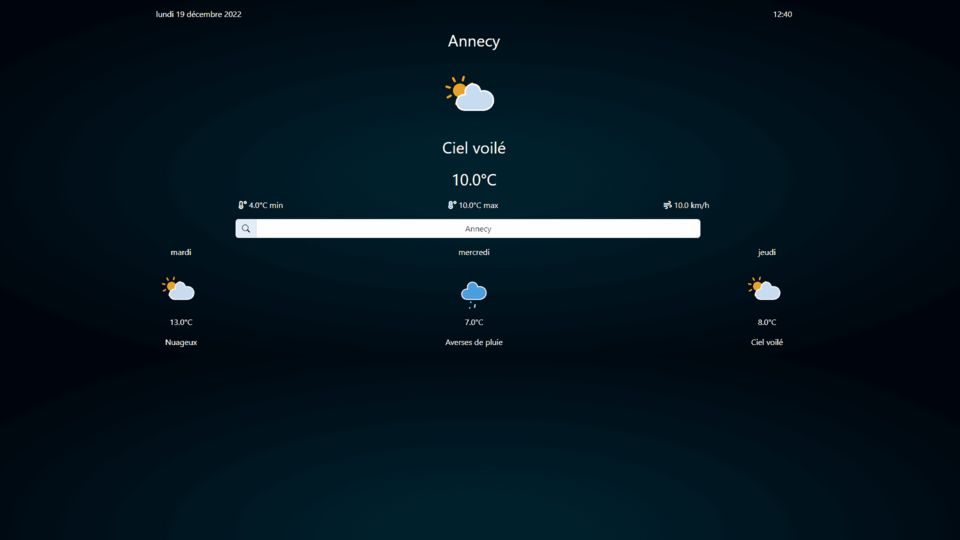 lundi 19 décembre 2022 12:40
Annecy
Ciel voilé
10.0°C
4.0°C min 10.0°C max 10.0 km/h
Annecy
mardi mercredi jeudi
13.0°C 7.0°C 8.0°C
Nuageux Averses de pluie Ciel voilé